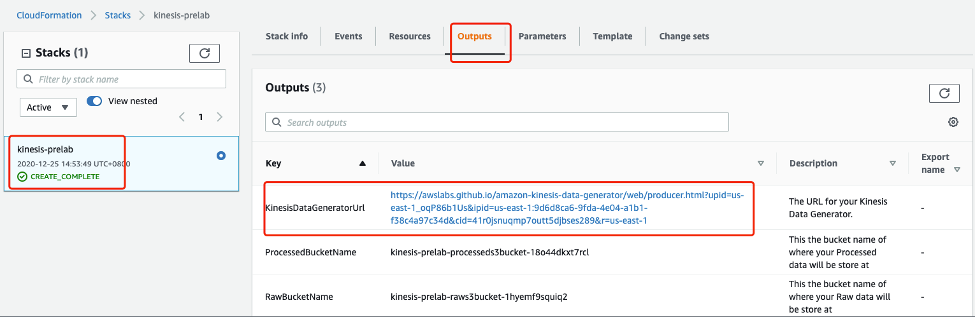 CloudFormation > Stacks > kinesis-prelab
Stacks (1)
Filter by stack name
Active
View nested
1
kinesis-prelab
2020-12-25 14:53:49 UTC+0800
CREATE_COMPLETE
Stack info
Events
Resources
Outputs
Parameters
Template
Change sets
Outputs (3)
Search outputs
Key
Value
Description
Export
name
KinesisDataGeneratorUrl
https://awslabs.github.io/amazon-kinesis-data-generator/web/producer.html?upid=us-
east-1_oqP86b1Us&ipid=us-east-1:9d6d8ca6-9fda-4e04-a1b1-
f38c4a97c34d&cid=41r0jsnuqmp7outt5djbses289&r=us-east-1
The URL for your Kinesis
Data Generator.
-
ProcessedBucketName
kinesis-prelab-processeds3bucket-18o44dkxt7rcl
This the bucket name of
where your Processed
data will be store at
-
RawBucketName
kinesis-prelab-raws3bucket-1hyemf9squiq2
This the bucket name of
where your Raw data will
be store at
-